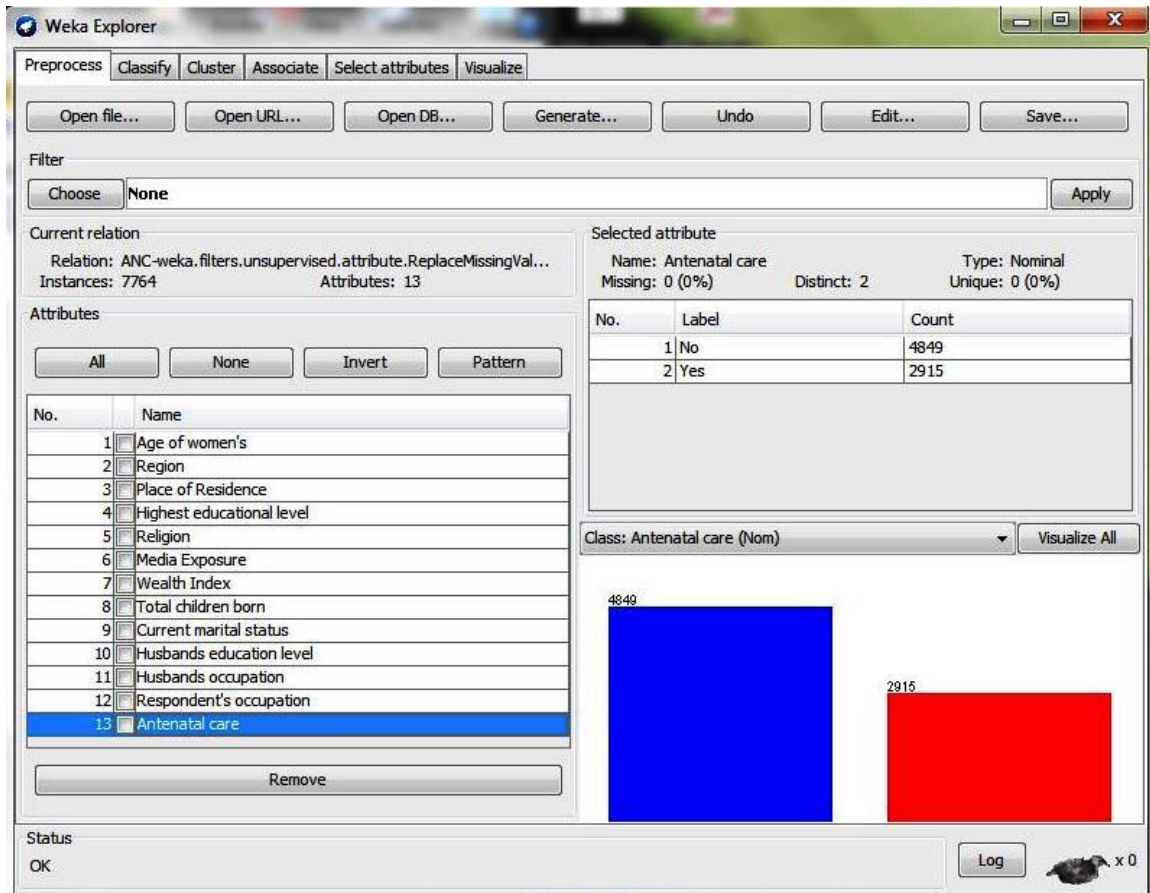 Weka Explorer
Preprocess Classify Cluster Associate Select attributes Visualize
Open file... Open URL... Open DB... Generate... Undo Edit... Save...
Filter
Choose None Apply
Current relation
Relation: ANC-weka.filters.unsupervised.attribute.ReplaceMissingVal...
Instances: 7764 Attributes: 13
Attributes
All None Invert Pattern
No. Name
1 Age of women's
2 Region
3 Place of Residence
4 Highest educational level
5 Religion
6 Media Exposure
7 Wealth Index
8 Total children born
9 Current marital status
10 Husbands education level
11 Husbands occupation
12 Respondent's occupation
13 Antenatal care
Remove
Selected attribute
Name: Antenatal care Type: Nominal
Missing: 0 (0%) Distinct: 2 Unique: 0 (0%)
No. Label Count
1 No 4849
2 Yes 2915
Class: Antenatal care (Nom) Visualize All
4849
2915
Status
OK
Log x 0